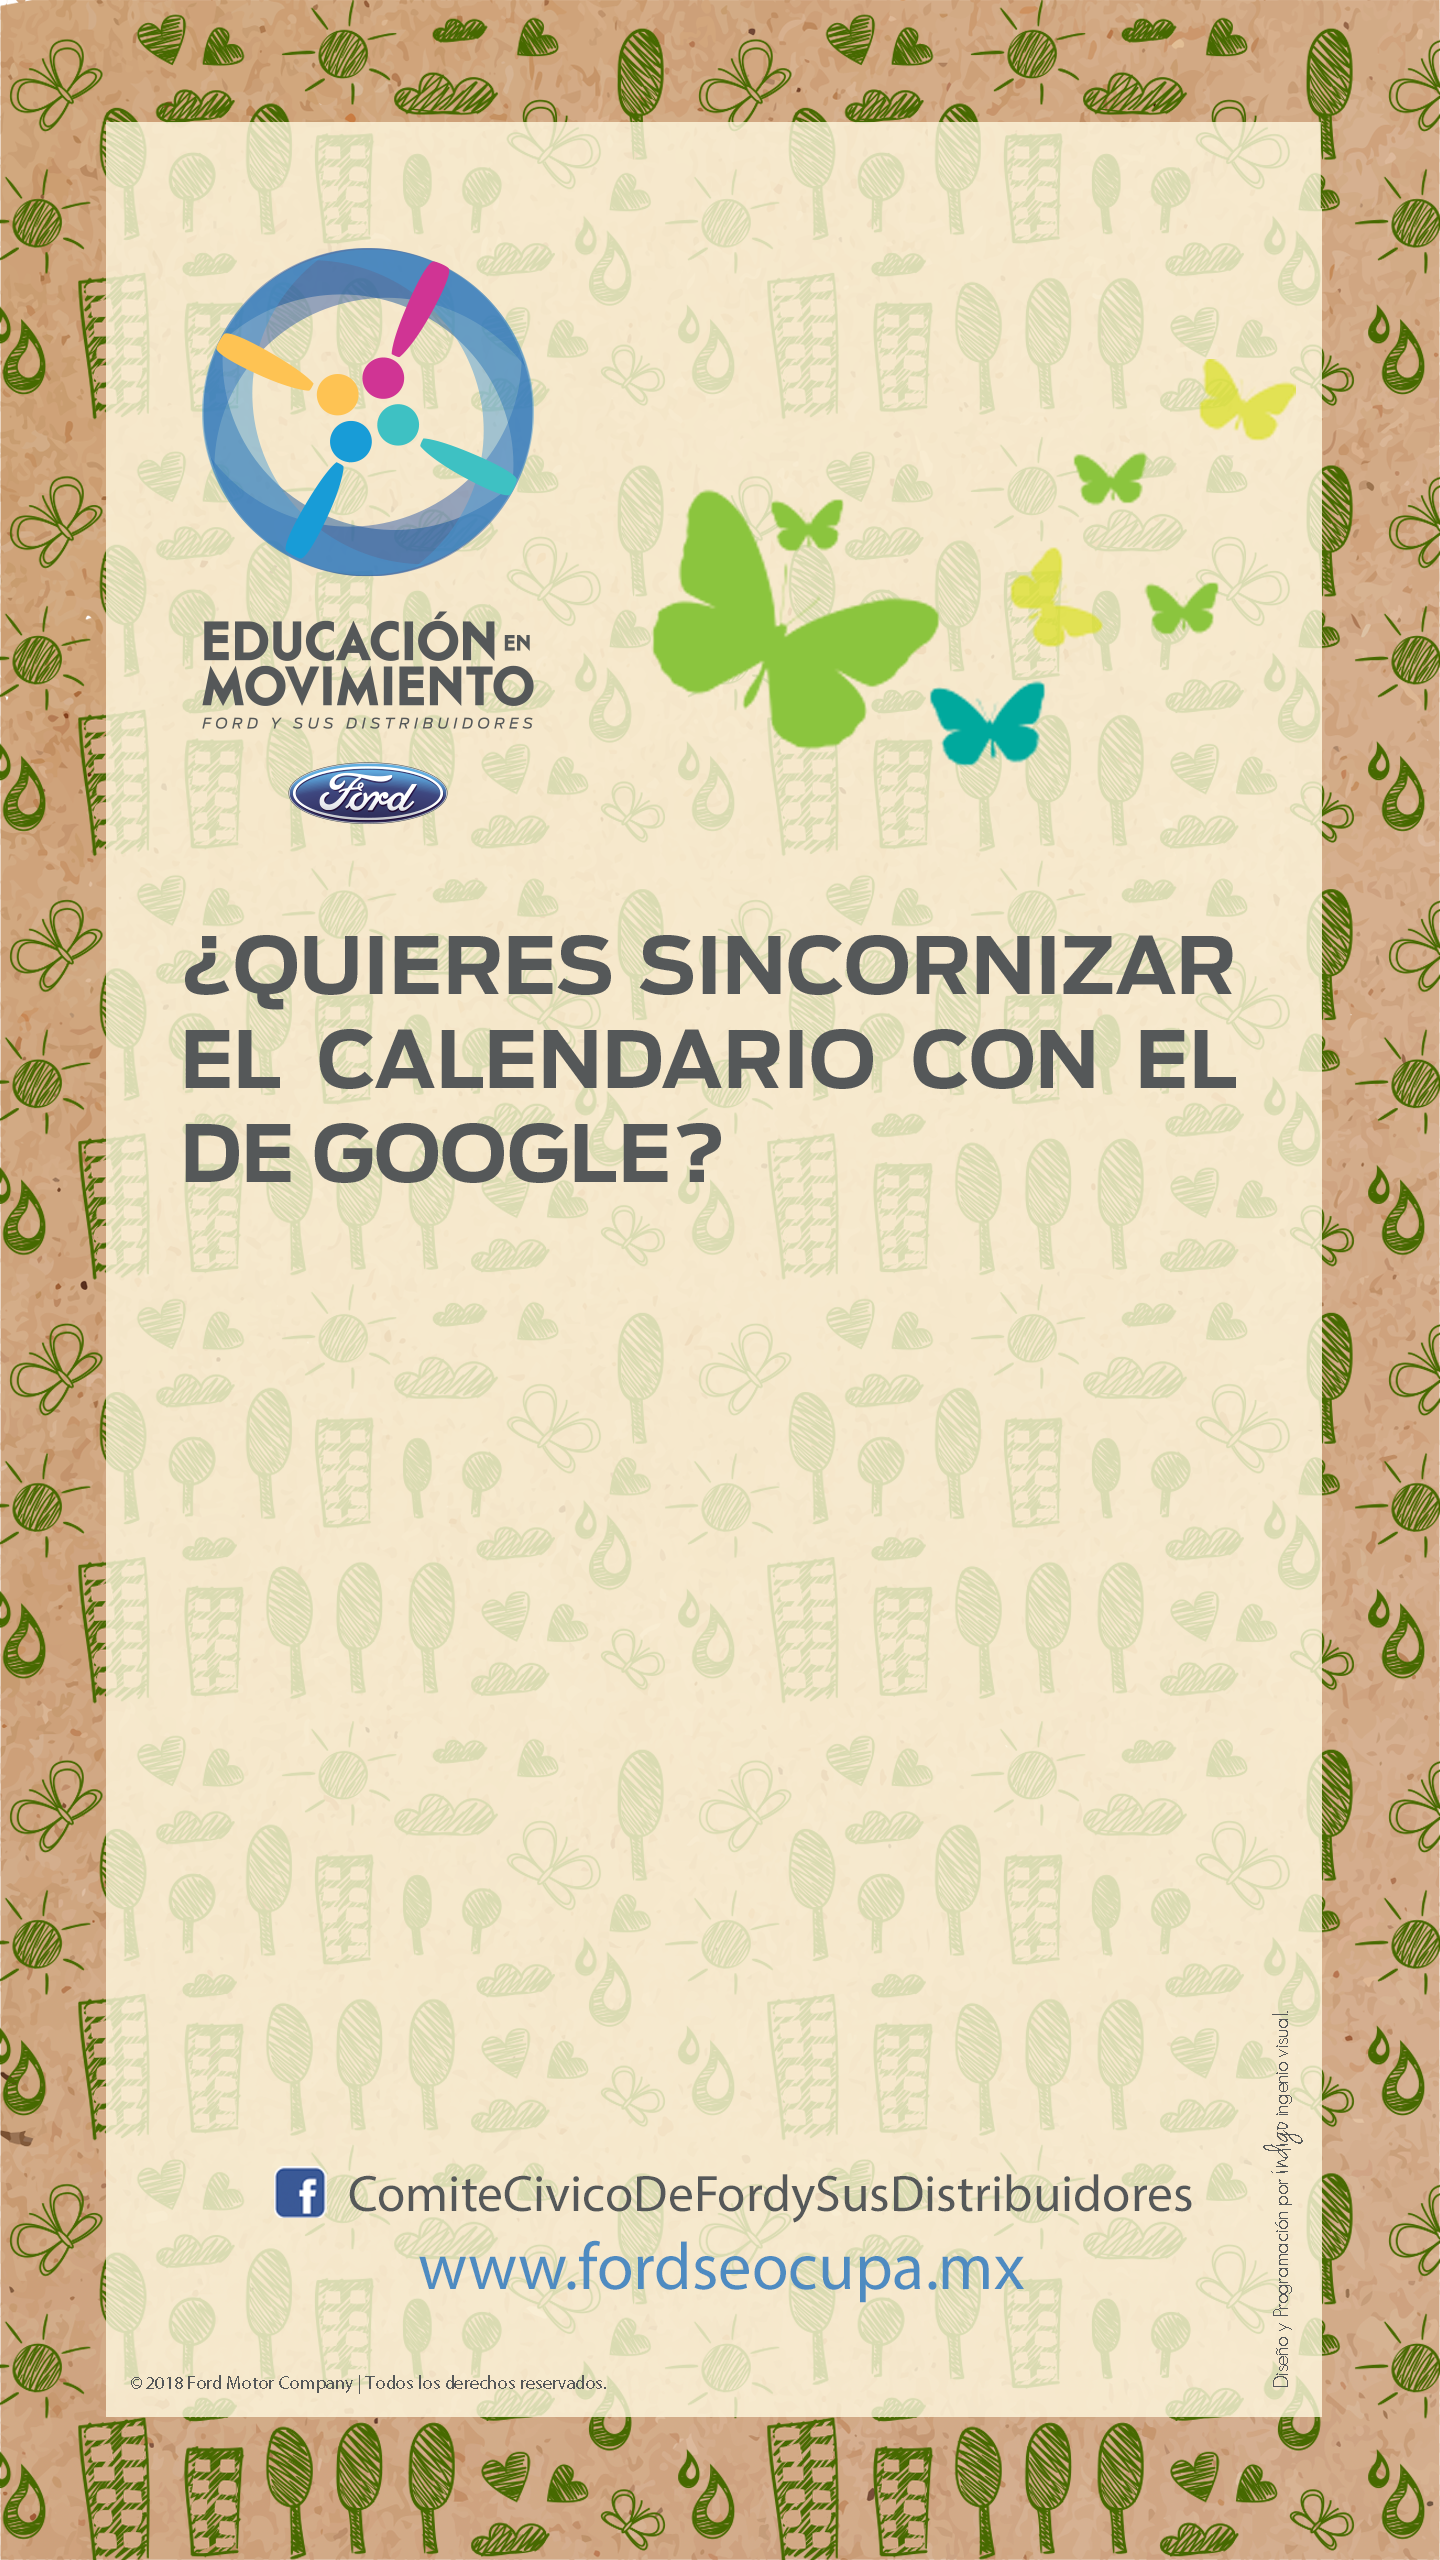 EDUCACIÓN EN
MOVIMIENTO
FORD Y SUS DISTRIBUIDORES
Ford
¿QUIERES SINCORNIZAR
EL CALENDARIO CON EL
DE GOOGLE?
ComiteCivicoDeFordySusDistribuidores
www.fordseocupa.mx
© 2018 Ford Motor Company | Todos los derechos reservados.
Diseño y Programación por índigo ingenio visual.